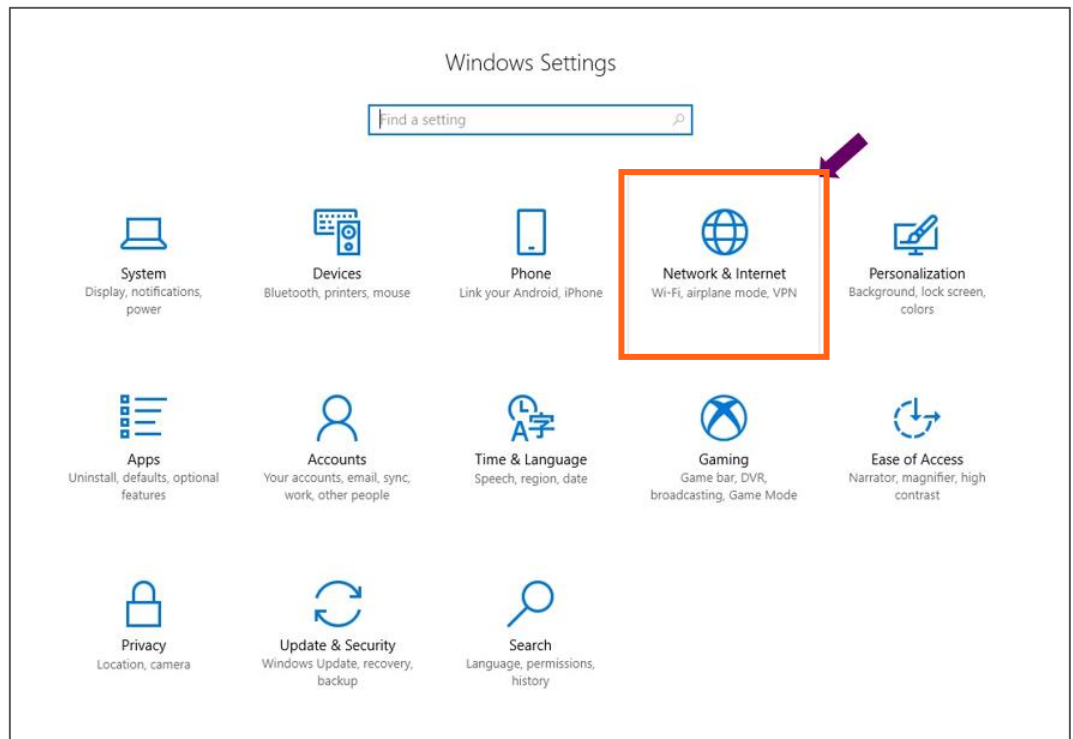 Windows Settings
Find a setting
System
Display, notifications,
power
Devices
Bluetooth, printers, mouse
Phone
Link your Android, iPhone
Network & Internet
Wi-Fi, airplane mode, VPN
Personalization
Background, lock screen,
colors
Apps
Uninstall, defaults, optional
features
Accounts
Your accounts, email, sync,
work, other people
A字
Time & Language
Speech, region, date
Gaming
Game bar, DVR,
broadcasting, Game Mode
Ease of Access
Narrator, magnifier, high
contrast
Privacy
Location, camera
Update & Security
Windows Update, recovery,
backup
Search
Language, permissions,
history